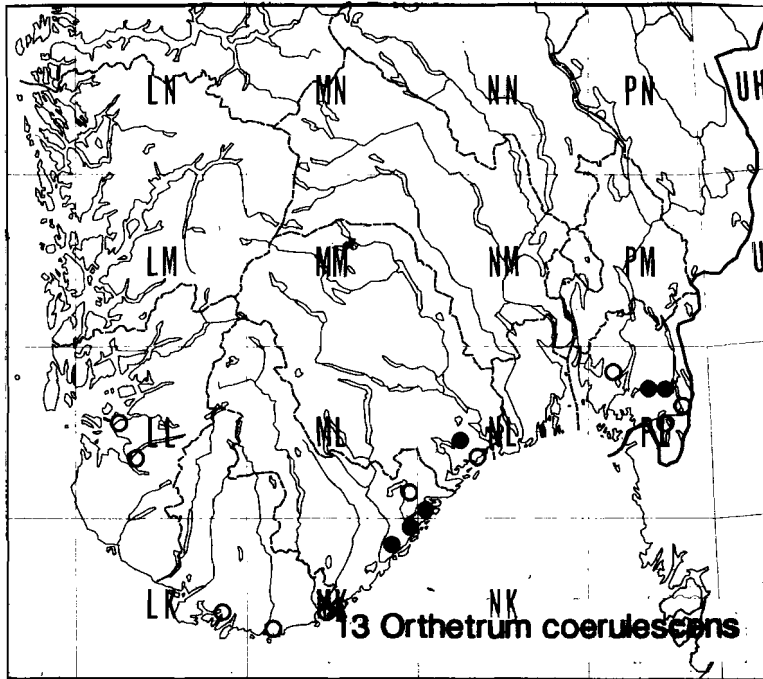 LN MN NN PN UH
LM MM NM PM U
LL ML NL PL
LK MK NK
13 Orthetrum coerulescens